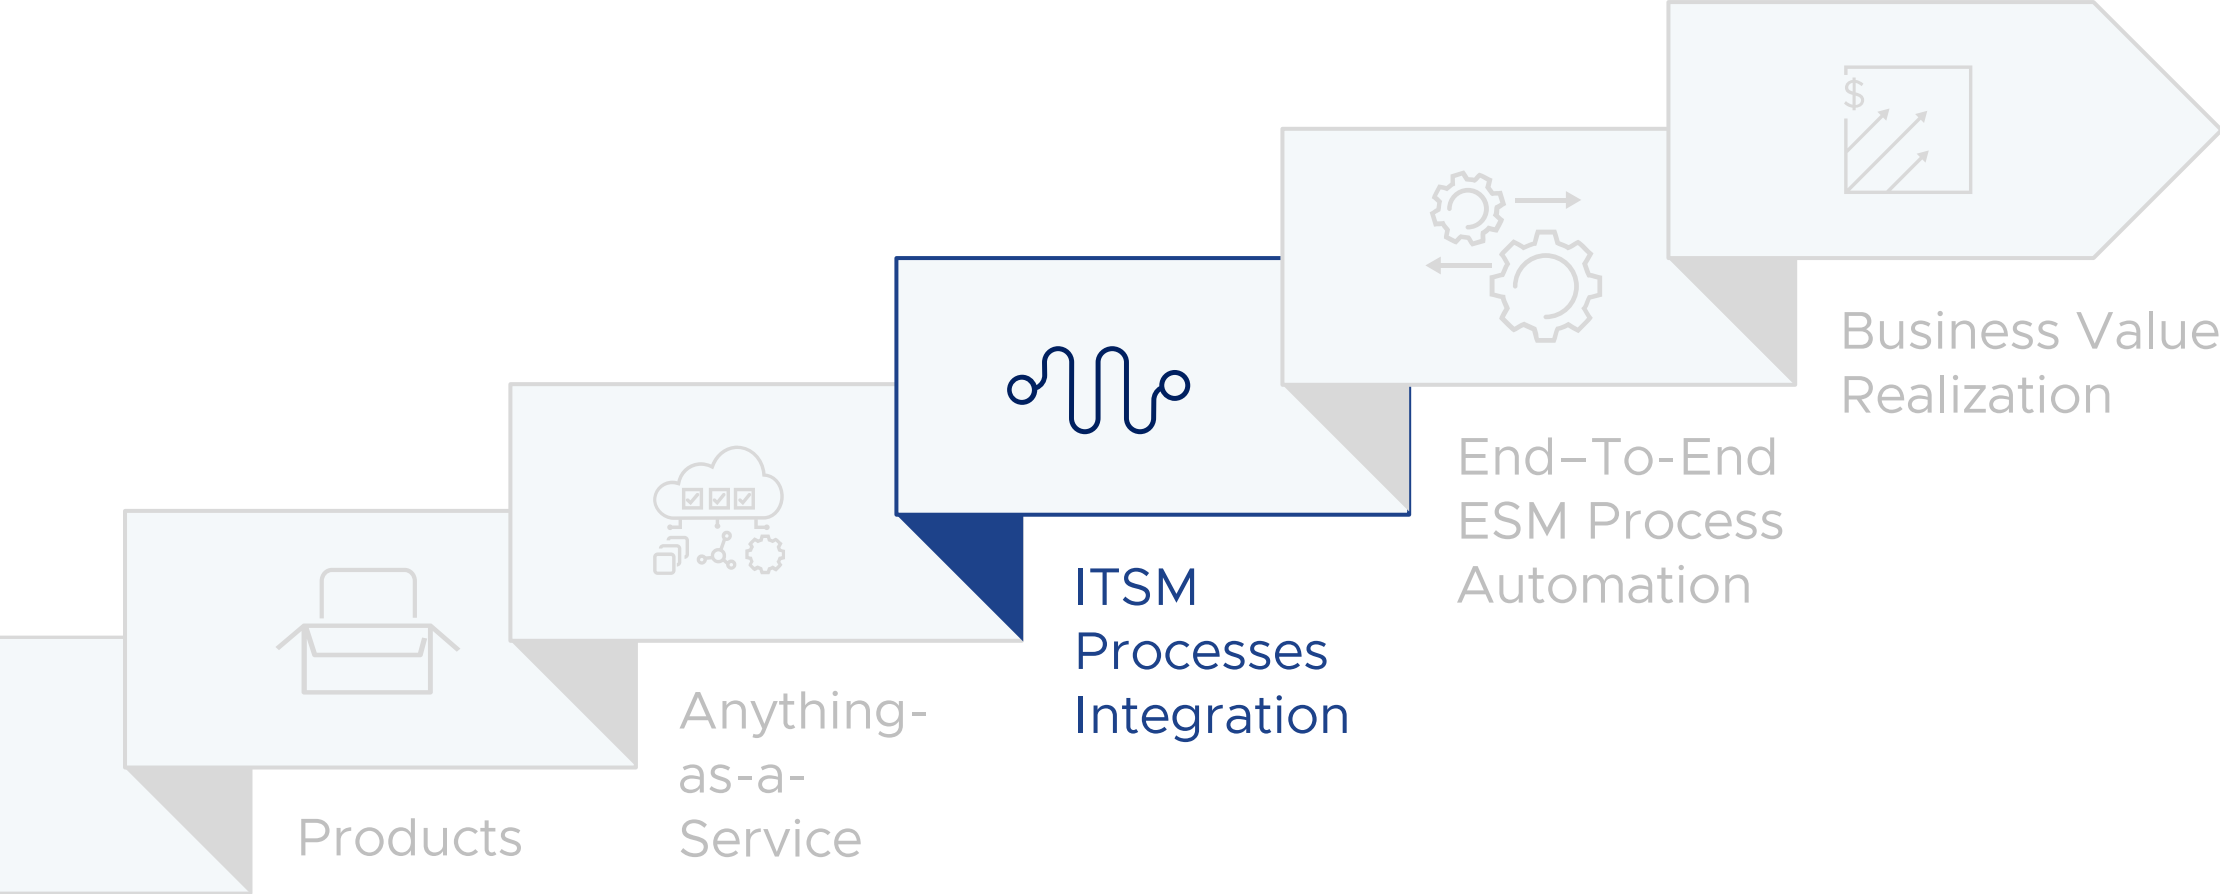 $
Business Value
Realization
End–To-End
ESM Process
Automation
ITSM
Processes
Integration
Anything-
as-a-
Service
Products